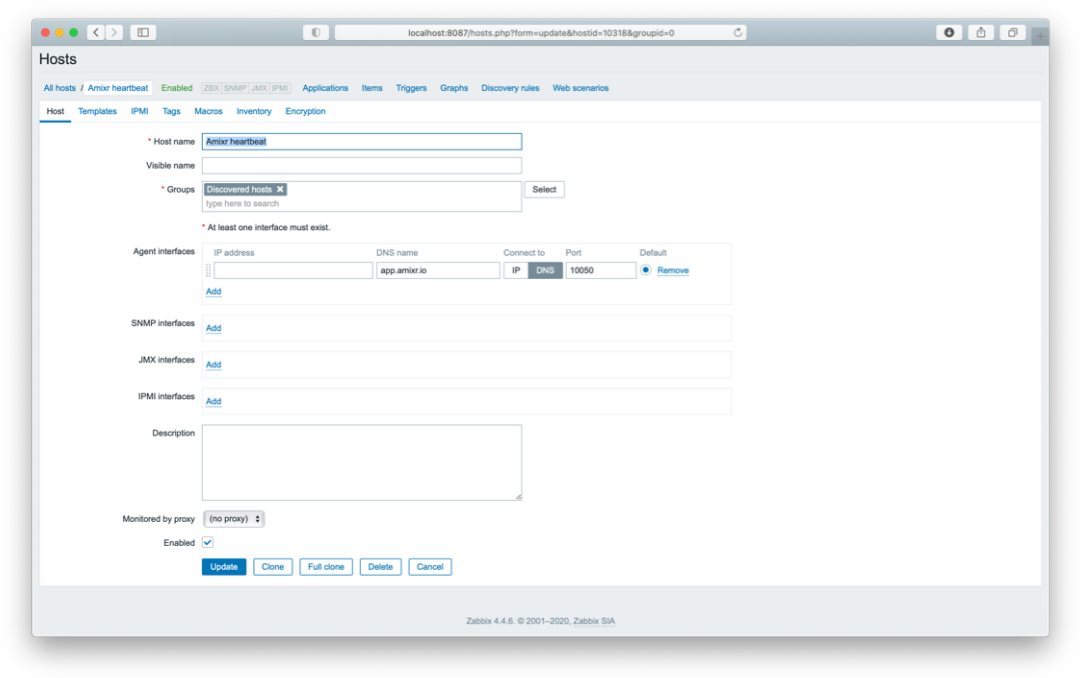 localhost:8087/hosts.php?form=update&hostid=10318&groupid=0
Hosts
All hosts / Amixr heartbeat Enabled ZBX SNMP JMX IPMI Applications Items Triggers Graphs Discovery rules Web scenarios
Host Templates IPMI Tags Macros Inventory Encryption
* Host name Amixr heartbeat
Visible name
* Groups Discovered hosts Select
type here to search
* At least one interface must exist.
Agent interfaces IP address DNS name Connect to Port Default
app.amixr.io IP DNS 10050 Remove
Add
SNMP interfaces Add
JMX interfaces Add
IPMI interfaces Add
Description
Monitored by proxy (no proxy)
Enabled
Update Clone Full clone Delete Cancel
Zabbix 4.4.6. © 2001–2020, Zabbix SIA